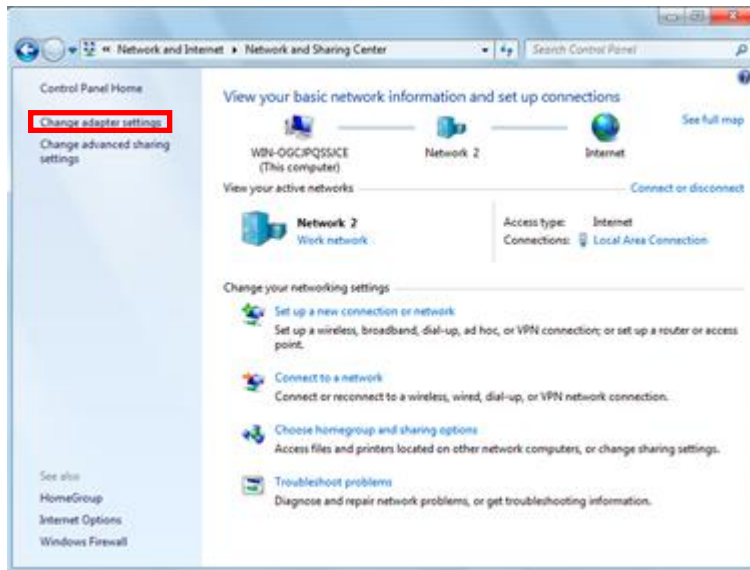 « Network and Internet ▸ Network and Sharing Center
Search Control Panel
Control Panel Home
Change adapter settings
Change advanced sharing
settings
View your basic network information and set up connections
See full map
WIN-OGCJPQSSJCE
(This computer)
Network 2
Internet
View your active networks
Connect or disconnect
Network 2
Work network
Access type: Internet
Connections: Local Area Connection
Change your networking settings
Set up a new connection or network
Set up a wireless, broadband, dial-up, ad hoc, or VPN connection; or set up a router or access
point.
Connect to a network
Connect or reconnect to a wireless, wired, dial-up, or VPN network connection.
Choose homegroup and sharing options
Access files and printers located on other network computers, or change sharing settings.
Troubleshoot problems
Diagnose and repair network problems, or get troubleshooting information.
See also
HomeGroup
Internet Options
Windows Firewall